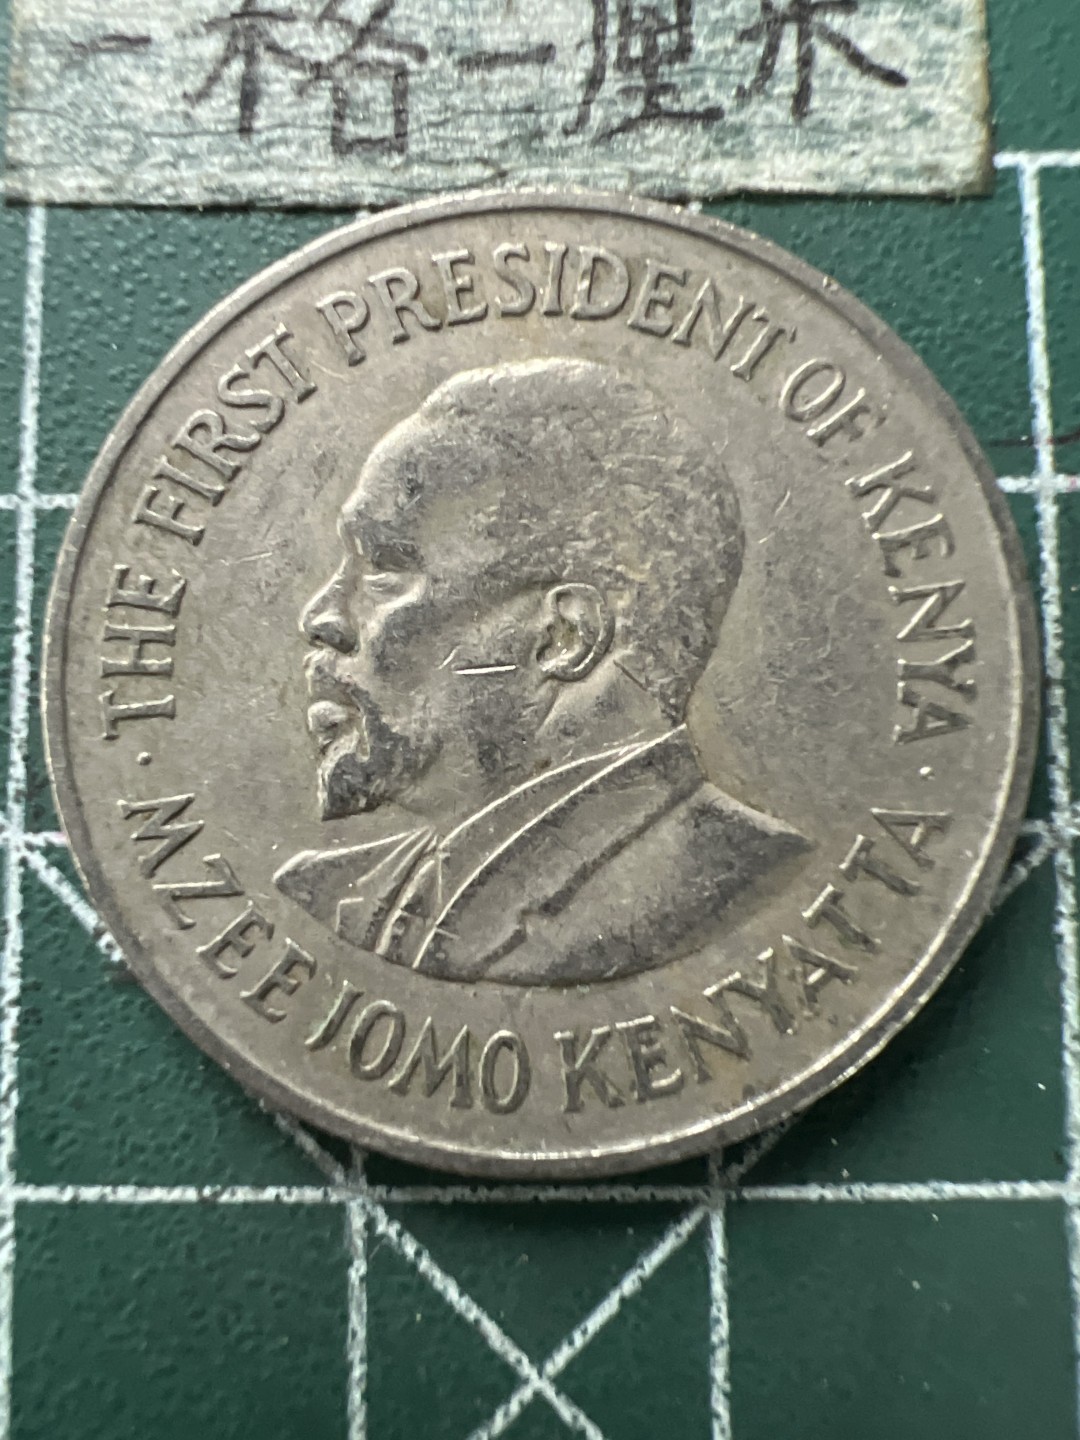 一格一厘米
· THE FIRST PRESIDENT OF KENYA ·
MZEE JOMO KENYATTA